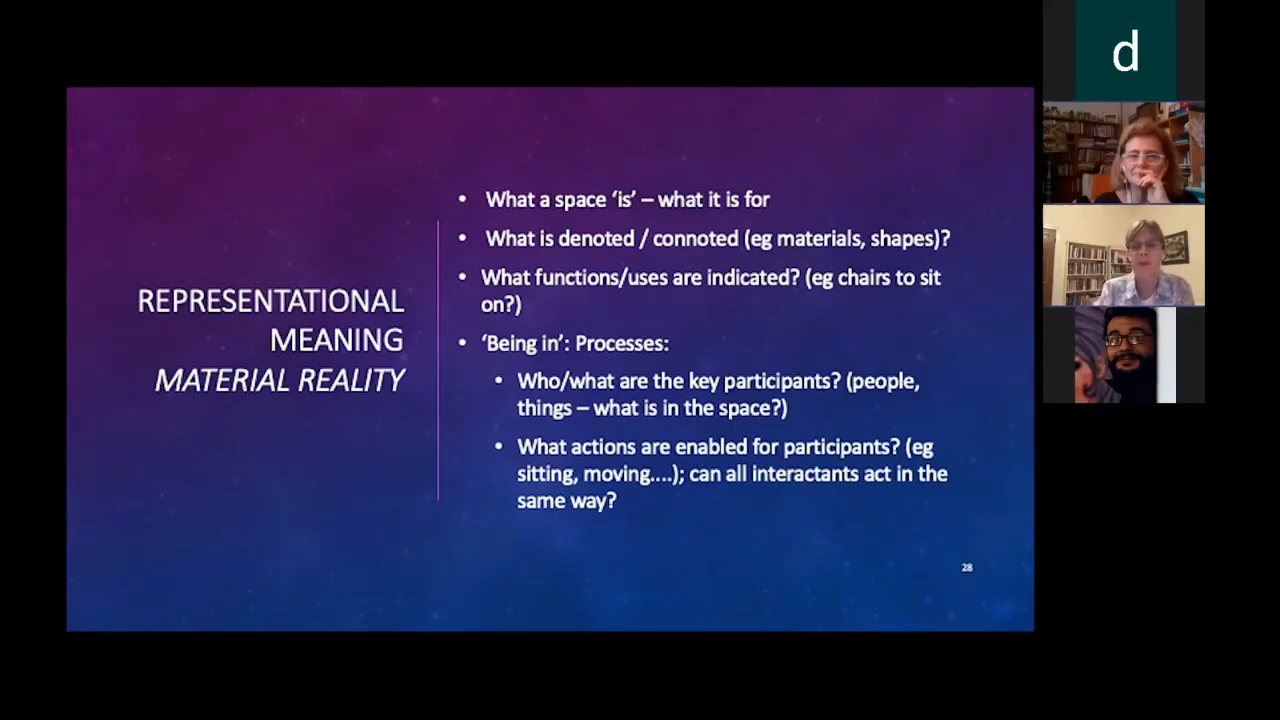 d
REPRESENTATIONAL
MEANING
MATERIAL REALITY
• What a space ‘is’ – what it is for
• What is denoted / connoted (eg materials, shapes)?
• What functions/uses are indicated? (eg chairs to sit
on?)
• ‘Being in’: Processes:
• Who/what are the key participants? (people,
things – what is in the space?)
• What actions are enabled for participants? (eg
sitting, moving....); can all interactants act in the
same way?
28